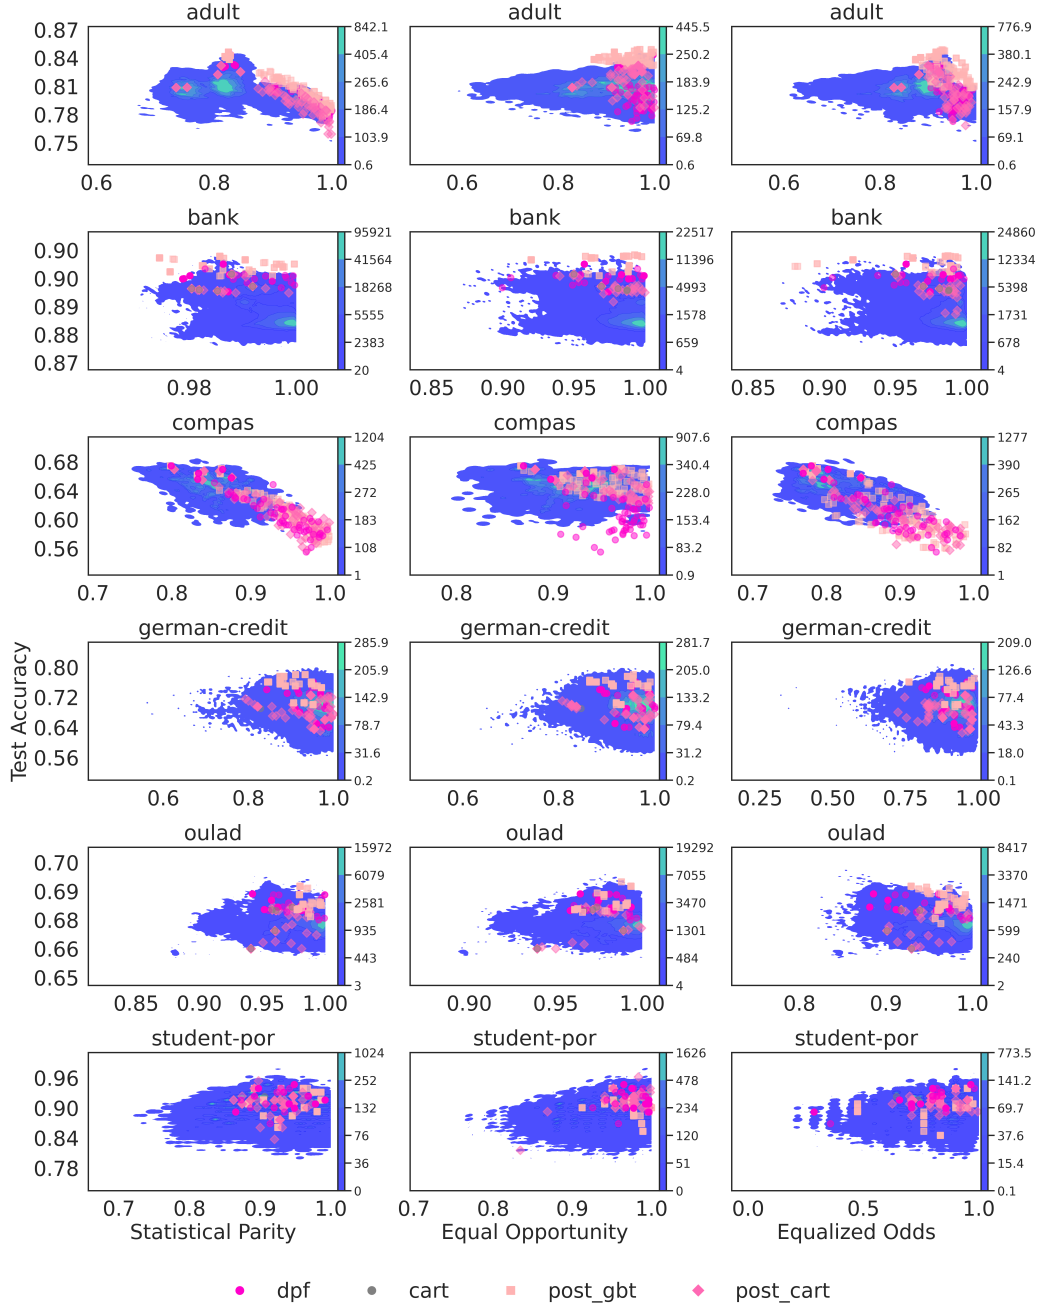 adult adult adult
0.87 842.1 445.5 776.9
0.84 405.4 250.2 380.1
0.81 265.6 183.9 242.9
0.78 186.4 125.2 157.9
0.75 103.9 69.8 69.1
0.6 0.6 0.6
0.6 0.8 1.0 0.6 0.8 1.0 0.6 0.8 1.0
bank bank bank
95921 22517 24860
0.90 41564 11396 12334
0.90 18268 4993 5398
0.89 5555 1578 1731
0.88 2383 659 678
0.87 20 4 4
0.98 1.00 0.85 0.90 0.95 1.00 0.85 0.90 0.95 1.00
compas compas compas
1204 907.6 1277
0.68 425 340.4 390
0.64 272 228.0 265
0.60 183 153.4 162
0.56 108 83.2 82
1 0.9 1
0.7 0.8 0.9 1.0 0.8 0.9 1.0 0.7 0.8 0.9 1.0
german-credit german-credit german-credit
285.9 281.7 209.0
0.80 205.9 205.0 126.6
0.72 142.9 133.2 77.4
0.64 78.7 79.4 43.3
0.56 31.6 31.2 18.0
0.2 0.2 0.1
0.6 0.8 1.0 0.6 0.8 1.0 0.25 0.50 0.75 1.00
Test Accuracy
oulad oulad oulad
0.70 15972 19292 8417
0.69 6079 7055 3370
0.68 2581 3470 1471
0.66 935 1301 599
0.65 443 484 240
3 4 2
0.85 0.90 0.95 1.00 0.90 0.95 1.00 0.8 0.9 1.0
student-por student-por student-por
1024 1626 773.5
0.96 252 478 141.2
0.90 132 234 69.7
0.84 76 120 37.6
0.78 36 51 15.4
0 0 0.1
0.7 0.8 0.9 1.0 0.7 0.8 0.9 1.0 0.0 0.5 1.0
Statistical Parity Equal Opportunity Equalized Odds
dpf cart post_gbt post_cart